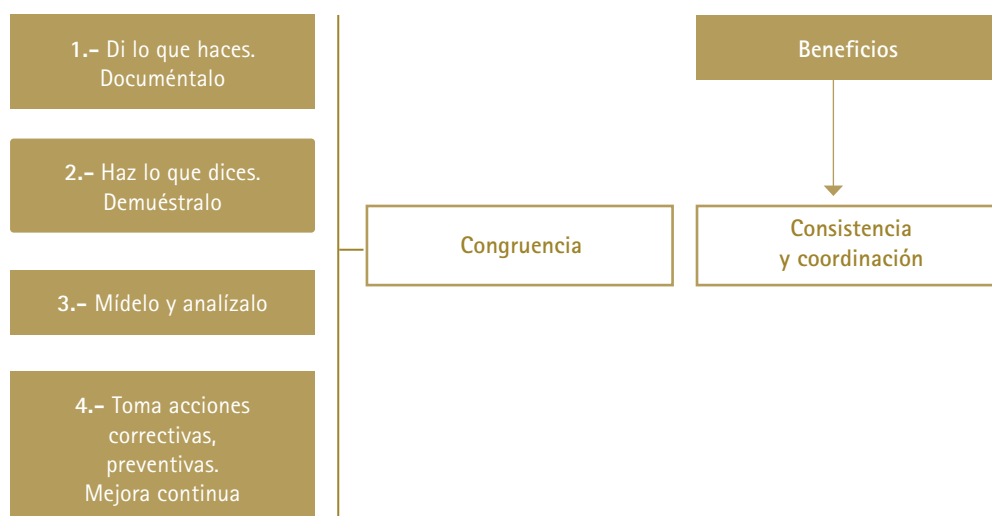 1.- Di lo que haces.
Documéntalo
2.- Haz lo que dices.
Demuéstralo
3.- Mídelo y analízalo
4.- Toma acciones
correctivas,
preventivas.
Mejora continua
Congruencia
Beneficios
Consistencia
y coordinación